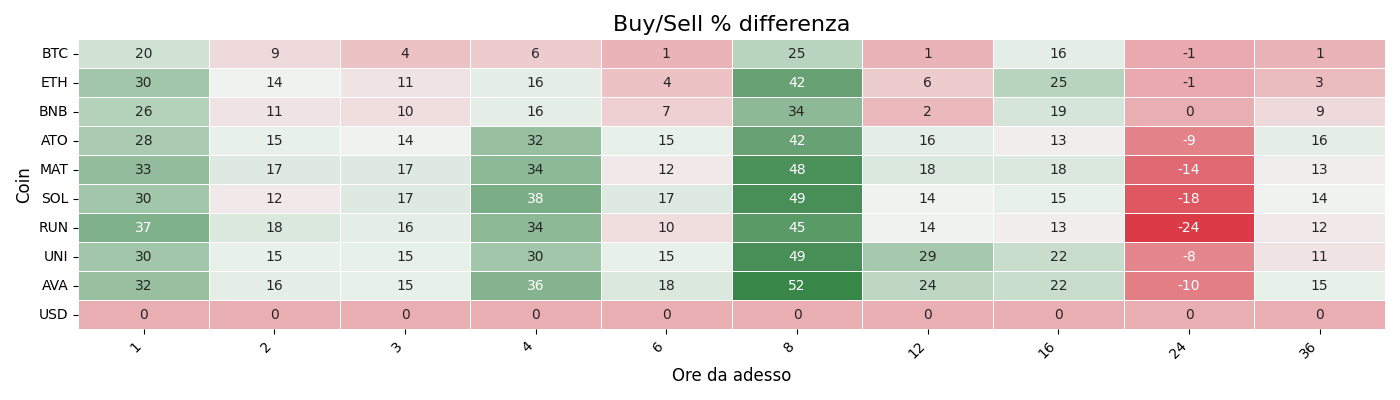 Buy/Sell % differenza
Coin
BTC 20 9 4 6 1 25 1 16 -1 1
ETH 30 14 11 16 4 42 6 25 -1 3
BNB 26 11 10 16 7 34 2 19 0 9
ATO 28 15 14 32 15 42 16 13 -9 16
MAT 33 17 17 34 12 48 18 18 -14 13
SOL 30 12 17 38 17 49 14 15 -18 14
RUN 37 18 16 34 10 45 14 13 -24 12
UNI 30 15 15 30 15 49 29 22 -8 11
AVA 32 16 15 36 18 52 24 22 -10 15
USD 0 0 0 0 0 0 0 0 0 0
1 2 3 4 6 8 12 16 24 36
Ore da adesso